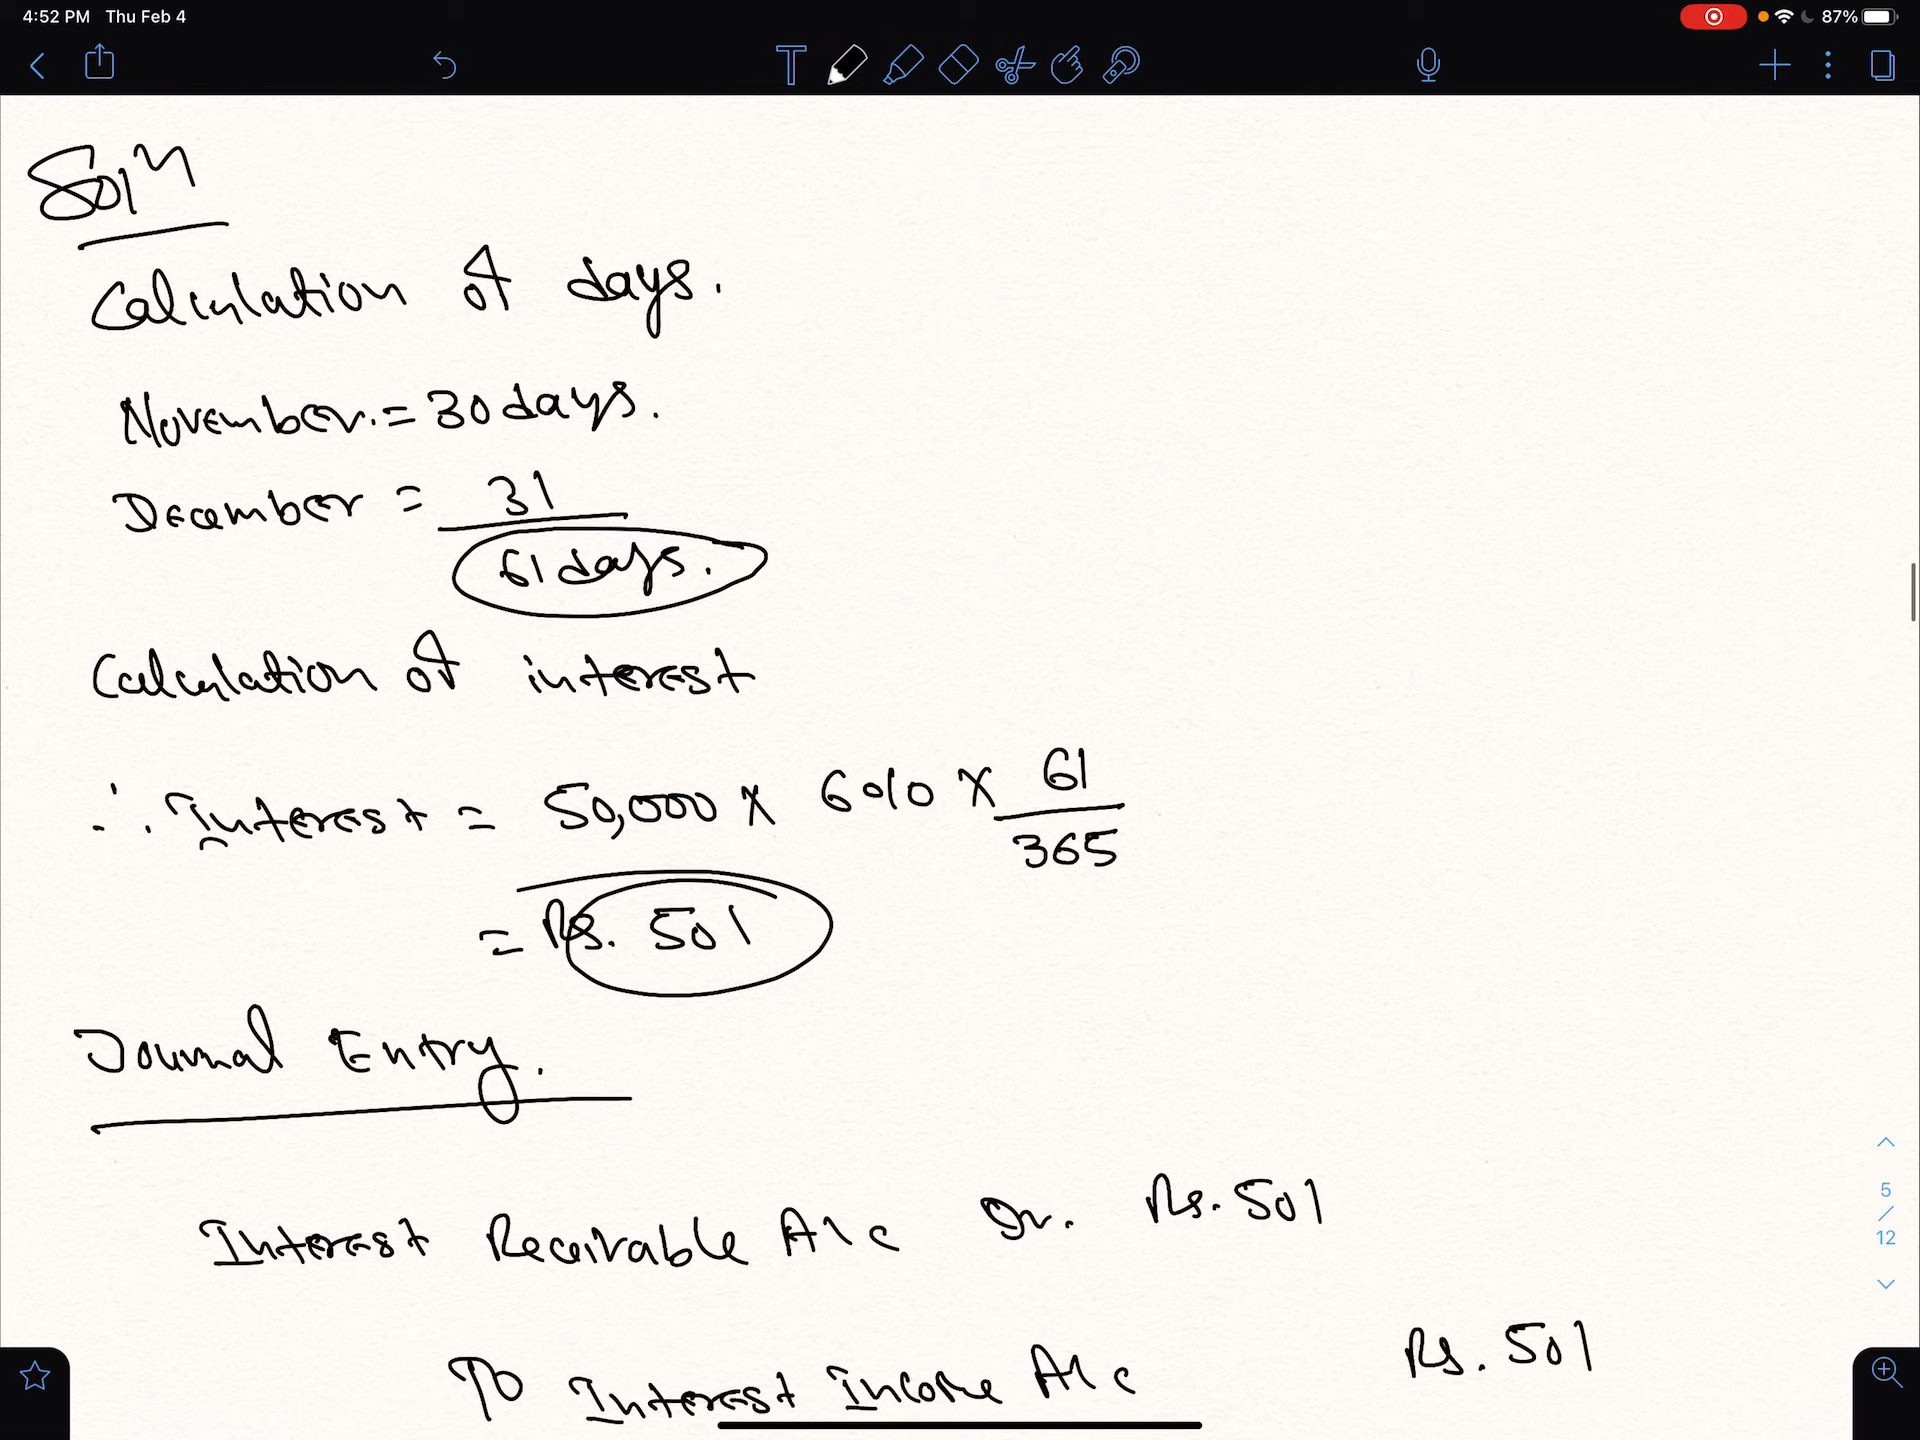 4:52 PM Thu Feb 4 87%
Solⁿ
Calculation of days.
November. = 30 days.
December = 31
61 days.
Calculation of interest
∴ Interest = 50,000 x 6% x 61/365
= Rs. 501
Journal Entry.
Interest Receivable A/c Dr. Rs. 501
To Interest Income A/c Rs. 501
5
/
12